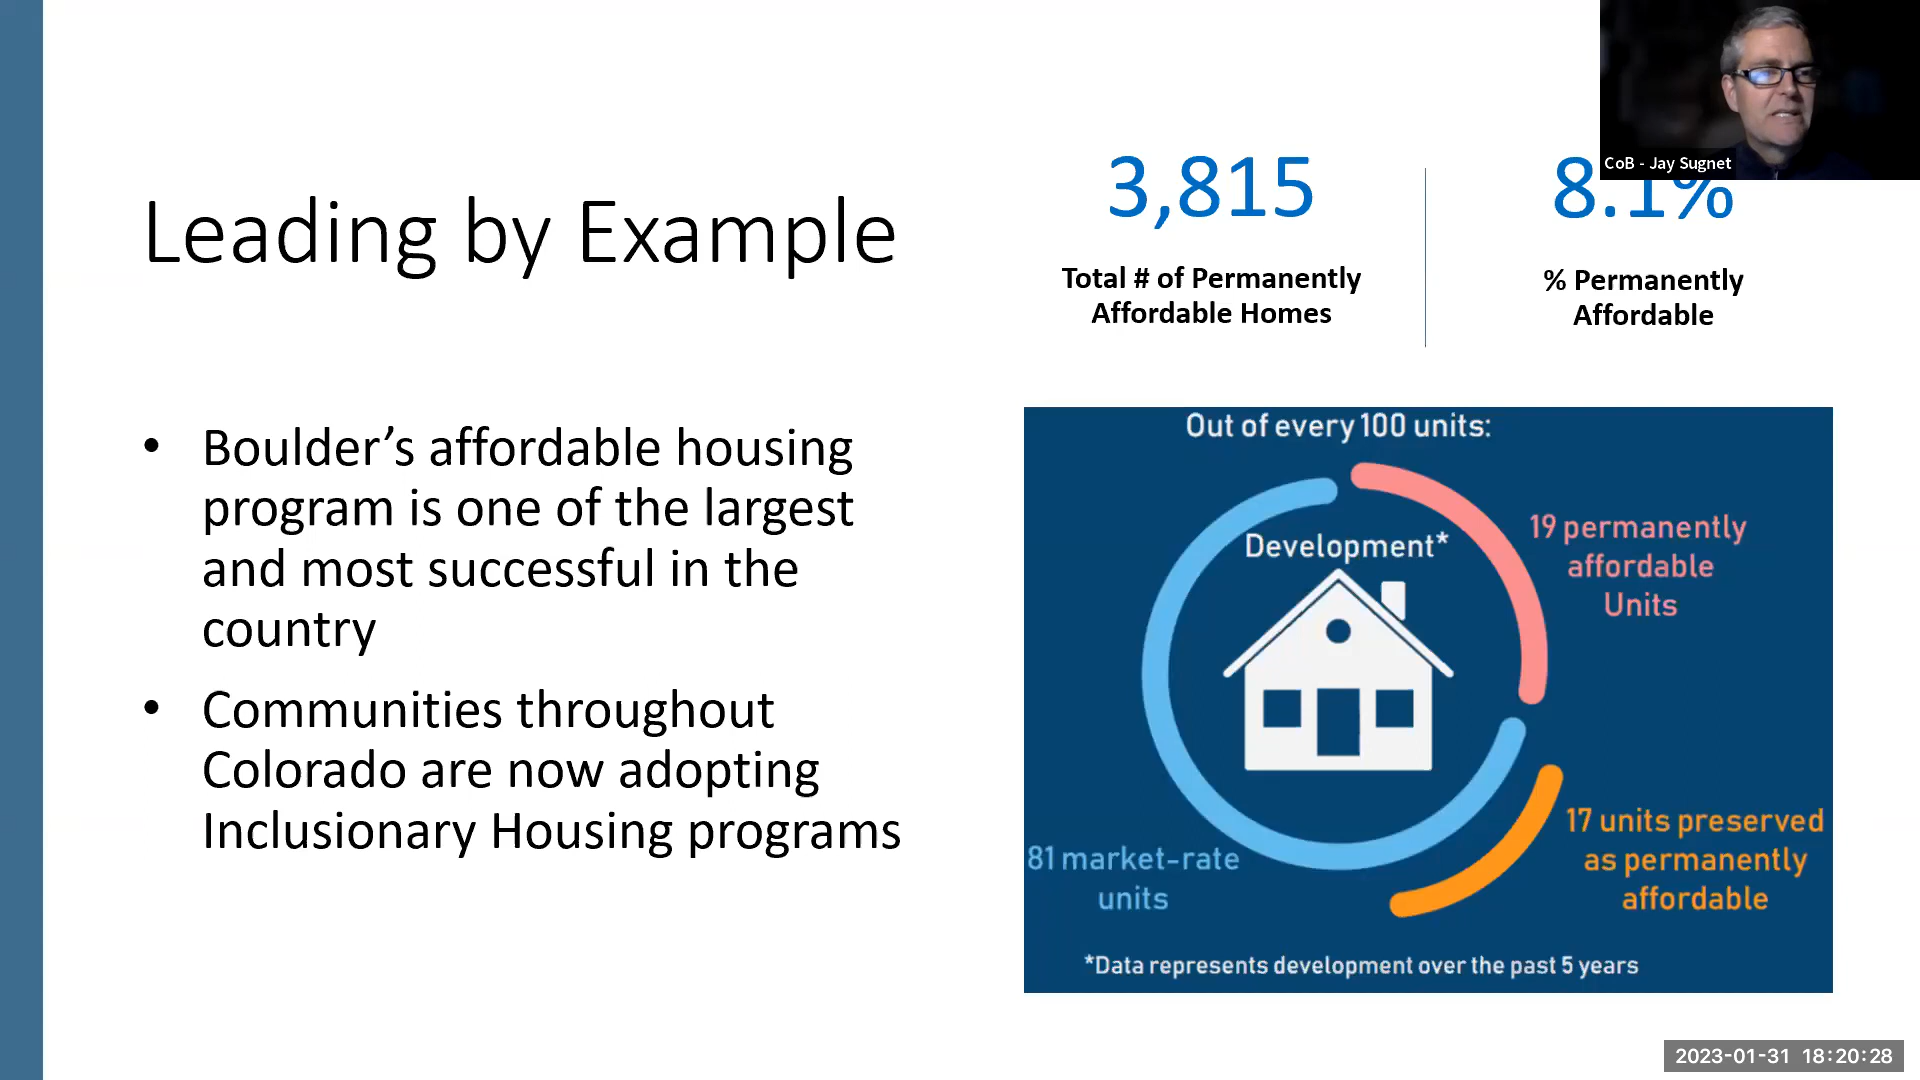 CoB - Jay Sugnet
Leading by Example
3,815
Total # of Permanently
Affordable Homes
8.1%
% Permanently
Affordable
• Boulder’s affordable housing
program is one of the largest
and most successful in the
country
• Communities throughout
Colorado are now adopting
Inclusionary Housing programs
Out of every 100 units:
Development*
19 permanently
affordable
Units
81 market-rate
units
17 units preserved
as permanently
affordable
*Data represents development over the past 5 years
2023-01-31 18:20:28